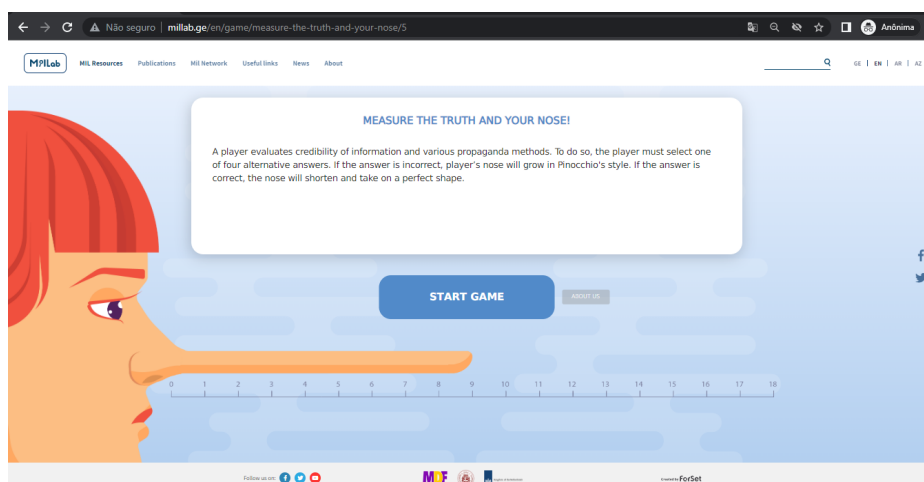 Não seguro | millab.ge/en/game/measure-the-truth-and-your-nose/5 Anônima
MilLab MIL Resources Publications Mil Network Useful links News About GE | EN | AR | AZ
MEASURE THE TRUTH AND YOUR NOSE!
A player evaluates credibility of information and various propaganda methods. To do so, the player must select one
of four alternative answers. If the answer is incorrect, player's nose will grow in Pinocchio's style. If the answer is
correct, the nose will shorten and take on a perfect shape.
START GAME ABOUT US
0 1 2 3 4 5 6 7 8 9 10 11 12 13 14 15 16 17 18
Follow us on: MDF CREATED BY ForSet